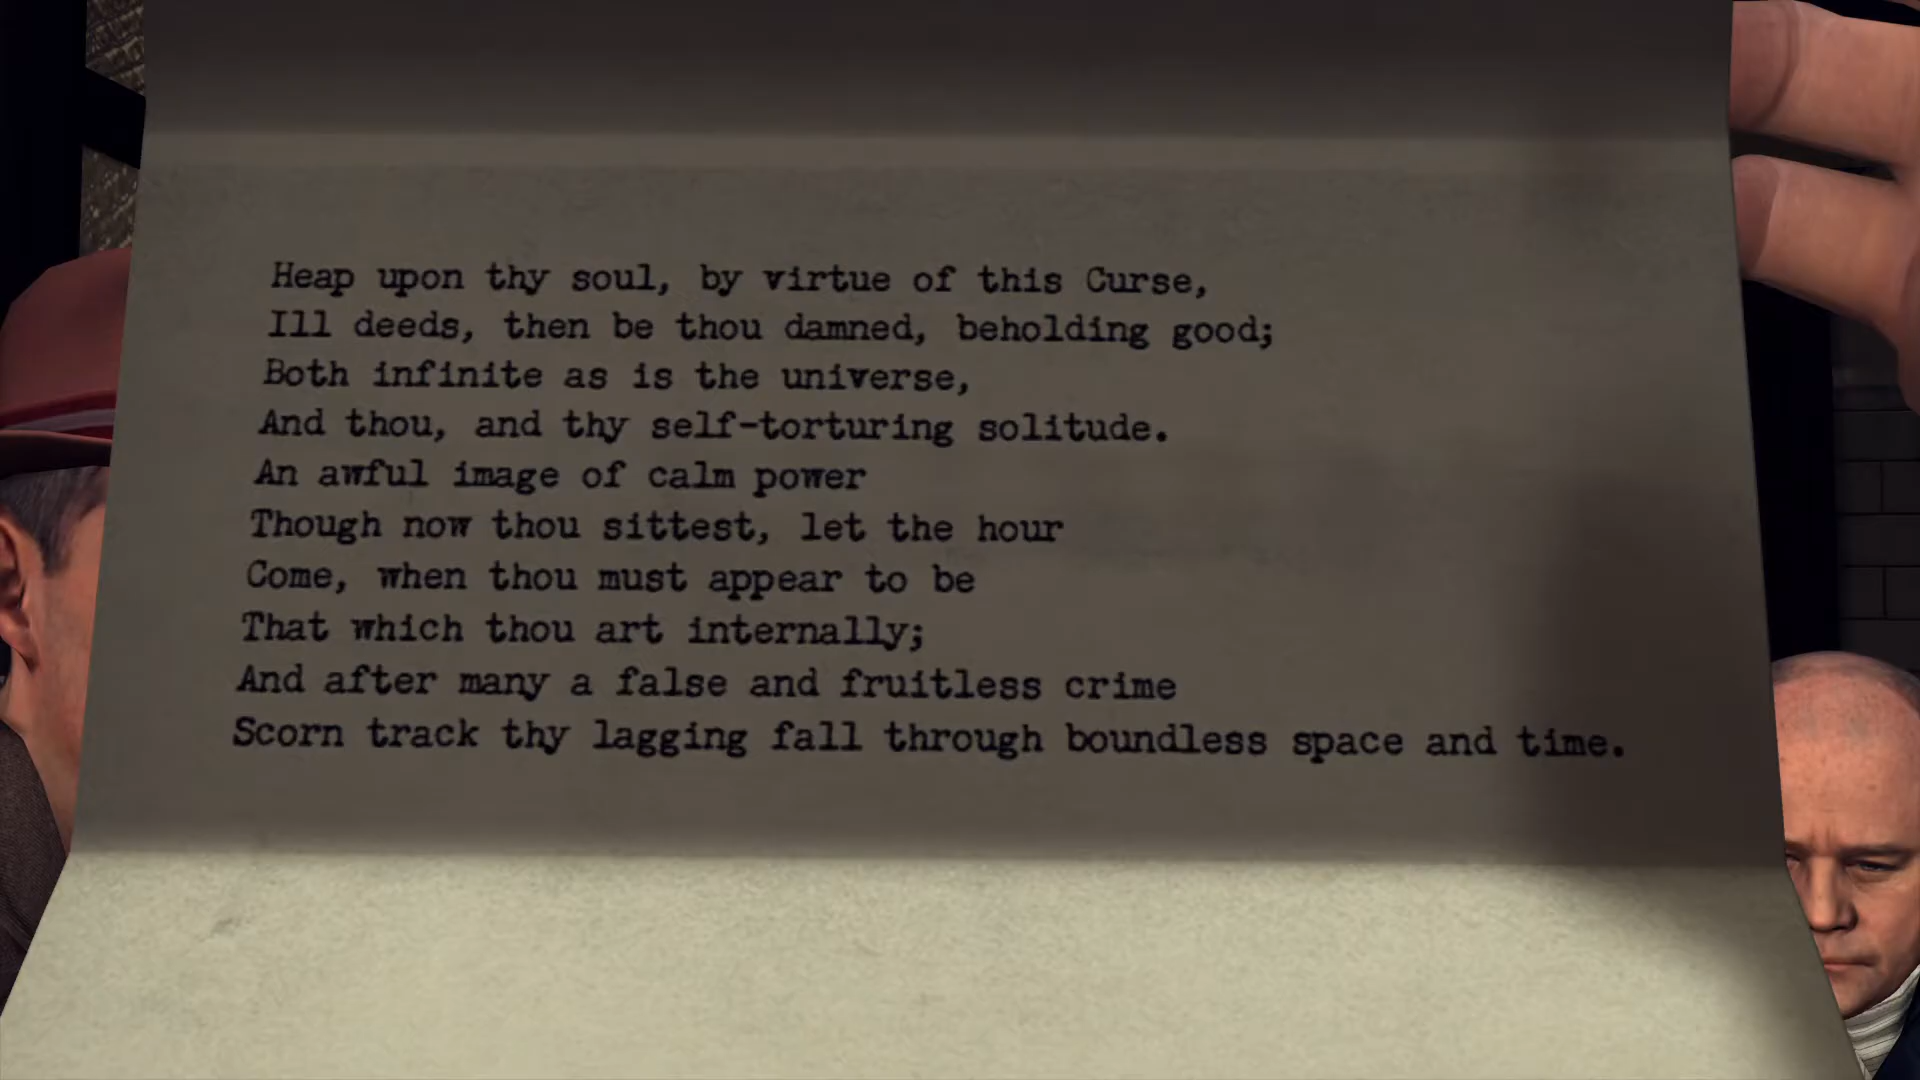 Heap upon thy soul, by virtue of this Curse,
Ill deeds, then be thou damned, beholding good;
Both infinite as is the universe,
And thou, and thy self-torturing solitude.
An awful image of calm power
Though now thou sittest, let the hour
Come, when thou must appear to be
That which thou art internally;
And after many a false and fruitless crime
Scorn track thy lagging fall through boundless space and time.